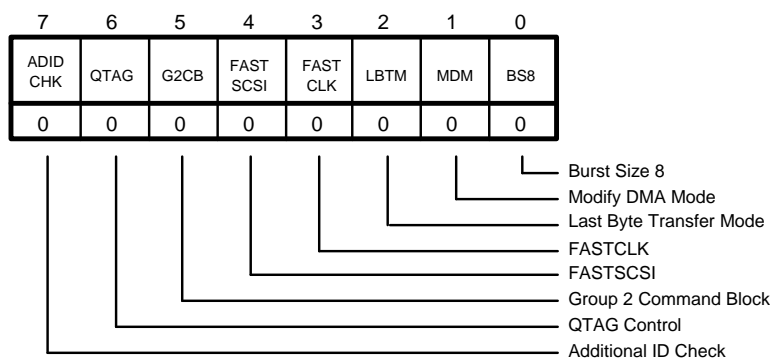 7 6 5 4 3 2 1 0
ADID CHK QTAG G2CB FAST SCSI FAST CLK LBTM MDM BS8
0 0 0 0 0 0 0 0
Burst Size 8
Modify DMA Mode
Last Byte Transfer Mode
FASTCLK
FASTSCSI
Group 2 Command Block
QTAG Control
Additional ID Check